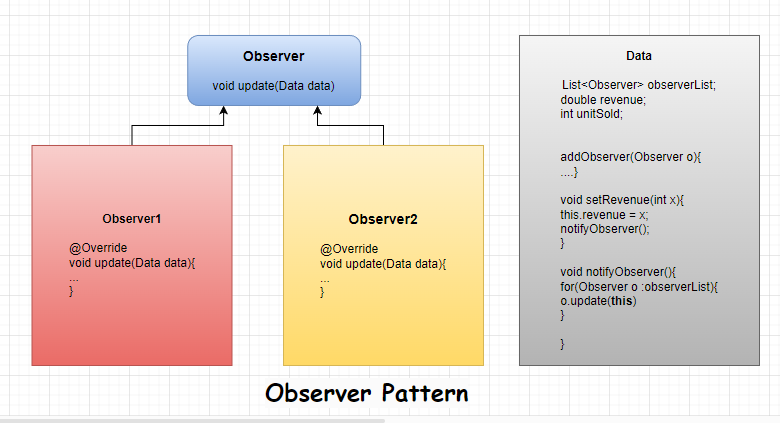 Observer
void update(Data data)
Observer1
@Override
void update(Data data){
...
}
Observer2
@Override
void update(Data data){
...
}
Data
List<Observer> observerList;
double revenue;
int unitSold;
addObserver(Observer o){
....}
void setRevenue(int x){
this.revenue = x;
notifyObserver();
}
void notifyObserver(){
for(Observer o :observerList){
o.update(this)
}
}
Observer Pattern